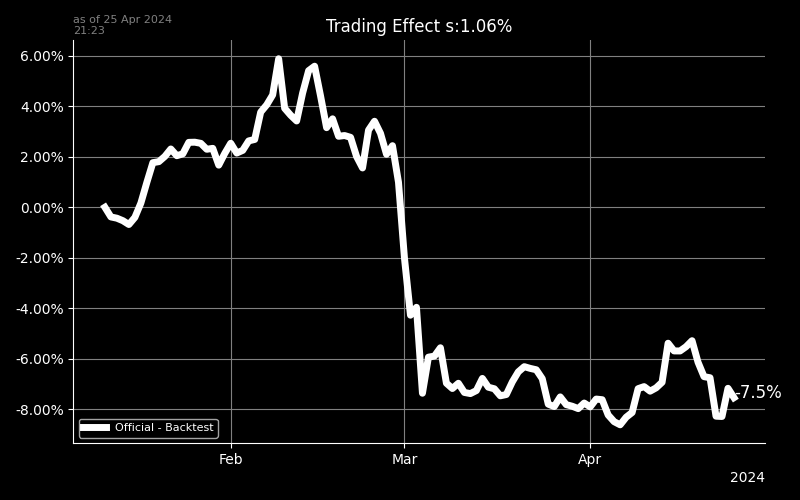 as of 25 Apr 2024
21:23
Trading Effect s:1.06%
6.00%
4.00%
2.00%
0.00%
-2.00%
-4.00%
-6.00%
-8.00%
-7.5%
Official - Backtest
Feb
Mar
Apr
2024